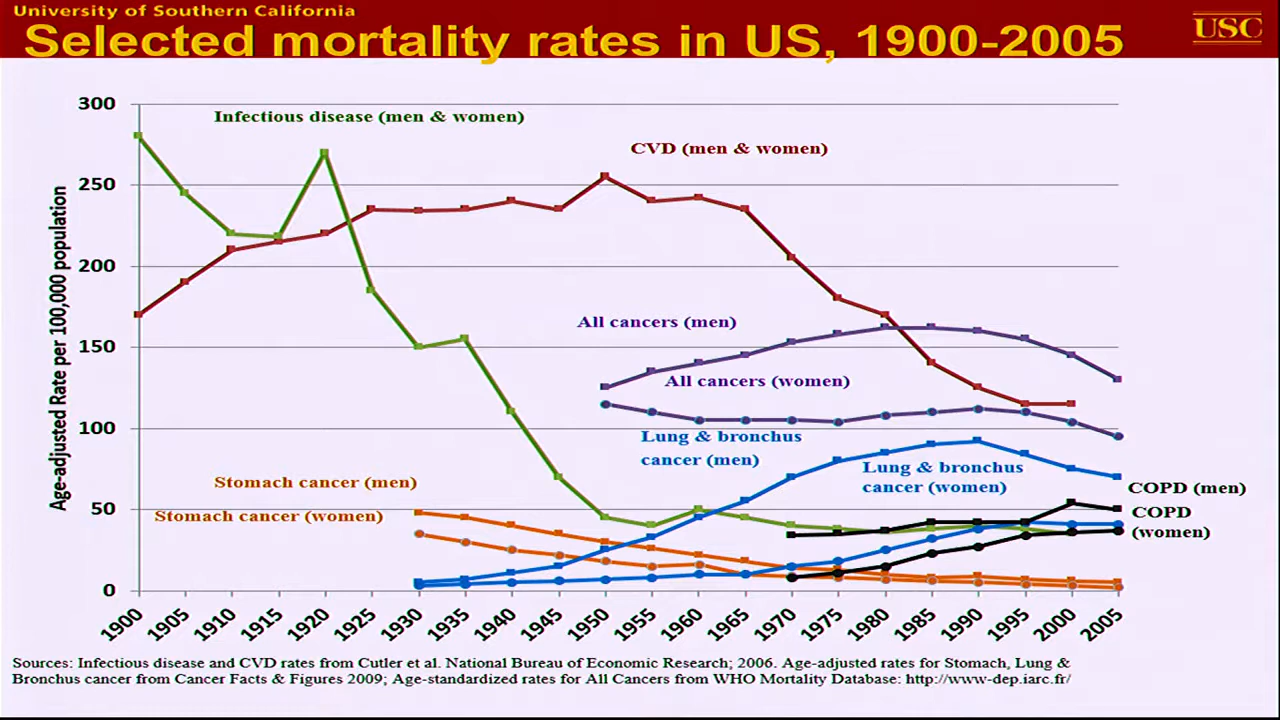 University of Southern California
USC
Selected mortality rates in US, 1900-2005
300
250
200
150
100
50
0
Age-adjusted Rate per 100,000 population
Infectious disease (men & women)
CVD (men & women)
All cancers (men)
All cancers (women)
Lung & bronchus
cancer (men)
Lung & bronchus
cancer (women)
Stomach cancer (men)
Stomach cancer (women)
COPD (men)
COPD
(women)
1900
1905
1910
1915
1920
1925
1930
1935
1940
1945
1950
1955
1960
1965
1970
1975
1980
1985
1990
1995
2000
2005
Sources: Infectious disease and CVD rates from Cutler et al. National Bureau of Economic Research; 2006. Age-adjusted rates for Stomach, Lung &
Bronchus cancer from Cancer Facts & Figures 2009; Age-standardized rates for All Cancers from WHO Mortality Database: http://www-dep.iarc.fr/